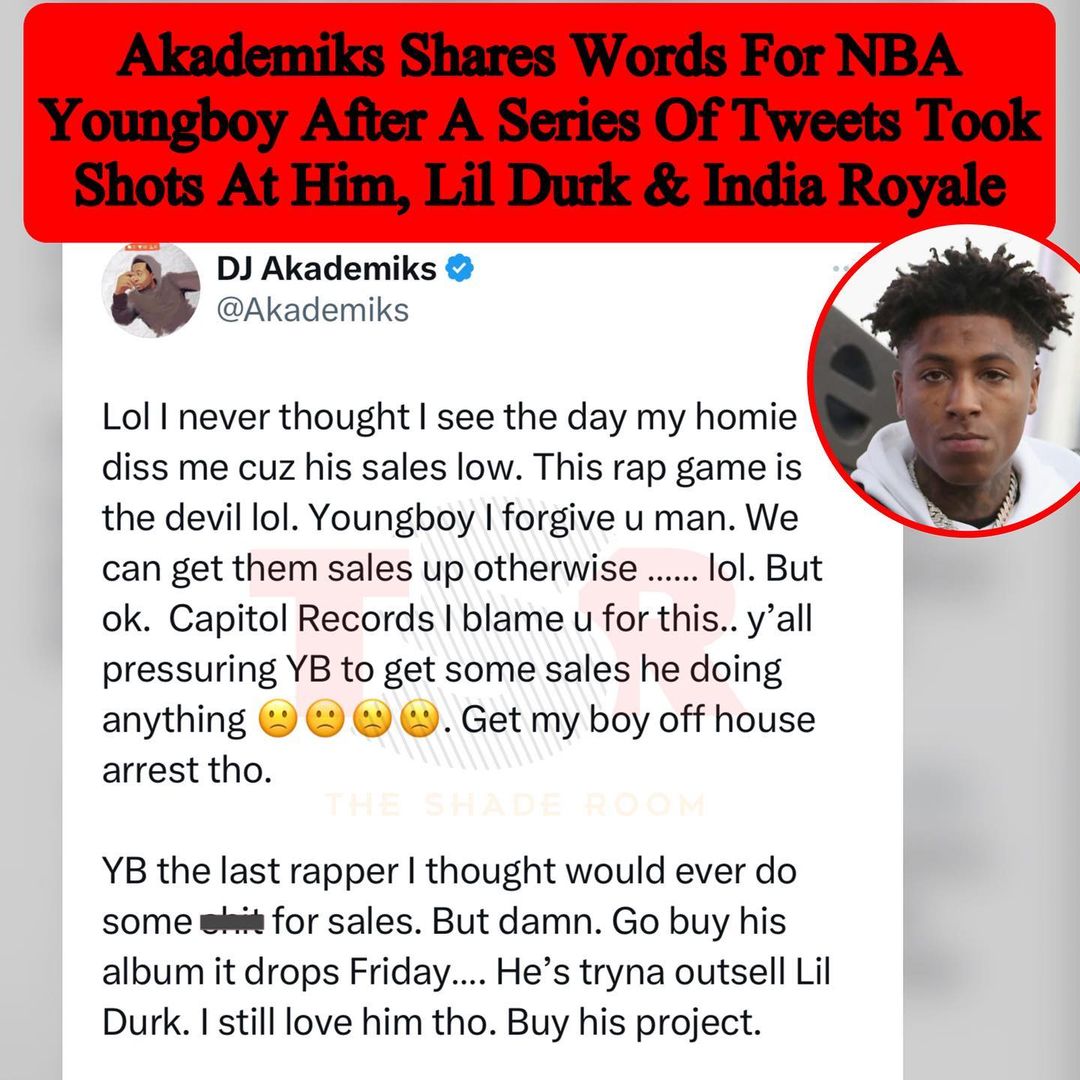 Akademiks Shares Words For NBA
Youngboy After A Series Of Tweets Took
Shots At Him, Lil Durk & India Royale
DJ Akademiks
@Akademiks
Lol I never thought I see the day my homie
diss me cuz his sales low. This rap game is
the devil lol. Youngboy I forgive u man. We
can get them sales up otherwise ...... lol. But
ok.  Capitol Records I blame u for this.. y’all
pressuring YB to get some sales he doing
anything 🙁🙁🙁🙁. Get my boy off house
arrest tho.
TSR
THE SHADE ROOM
YB the last rapper I thought would ever do
some for sales. But damn. Go buy his
album it drops Friday.... He’s tryna outsell Lil
Durk. I still love him tho. Buy his project.